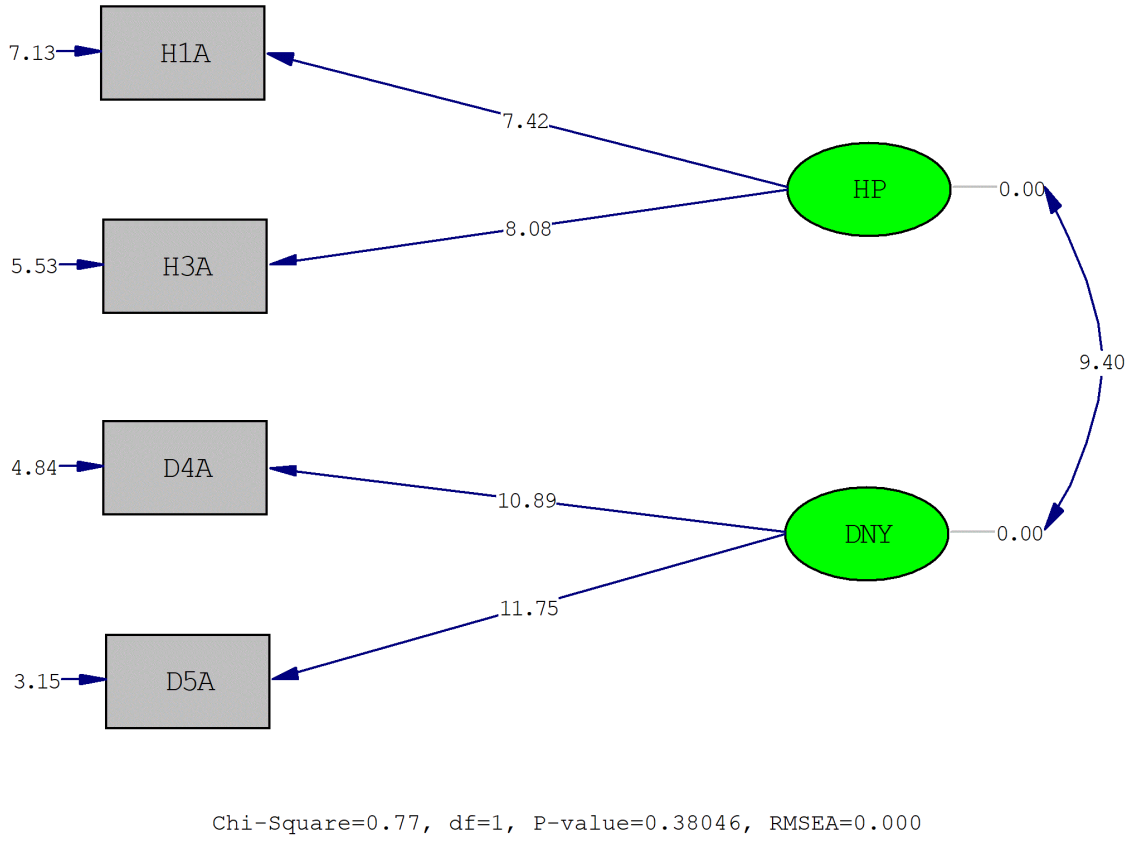 7.13
H1A
7.42
HP
0.00
8.08
5.53
H3A
9.40
4.84
D4A
10.89
DNY
0.00
11.75
3.15
D5A
Chi-Square=0.77, df=1, P-value=0.38046, RMSEA=0.000